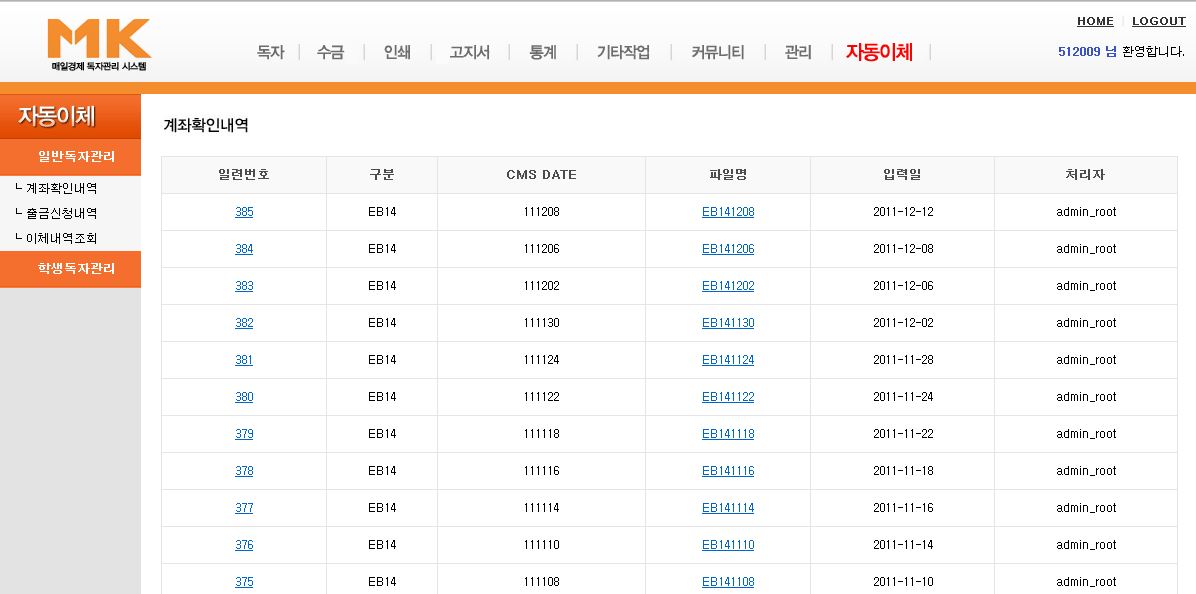 HOME LOGOUT
MK
매일경제 독자관리 시스템
독자 수금 인쇄 고지서 통계 기타작업 커뮤니티 관리 자동이체
512009 님 환영합니다.
자동이체
일반독자관리
└ 계좌확인내역
└ 출금신청내역
└ 이체내역조회
학생독자관리
계좌확인내역
일련번호 구분 CMS DATE 파일명 입력일 처리자
385 EB14 111208 EB141208 2011-12-12 admin_root
384 EB14 111206 EB141206 2011-12-08 admin_root
383 EB14 111202 EB141202 2011-12-06 admin_root
382 EB14 111130 EB141130 2011-12-02 admin_root
381 EB14 111124 EB141124 2011-11-28 admin_root
380 EB14 111122 EB141122 2011-11-24 admin_root
379 EB14 111118 EB141118 2011-11-22 admin_root
378 EB14 111116 EB141116 2011-11-18 admin_root
377 EB14 111114 EB141114 2011-11-16 admin_root
376 EB14 111110 EB141110 2011-11-14 admin_root
375 EB14 111108 EB141108 2011-11-10 admin_root